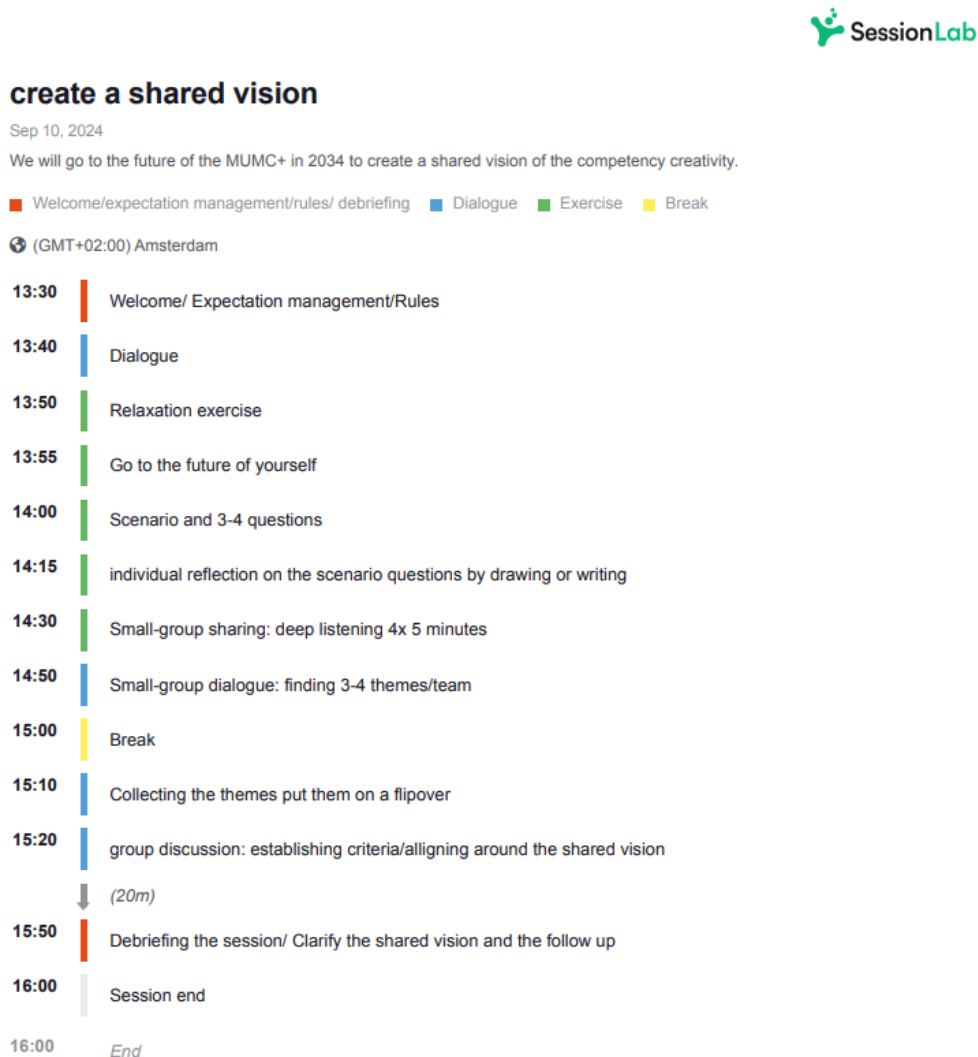 SessionLab
create a shared vision
Sep 10, 2024
We will go to the future of the MUMC+ in 2034 to create a shared vision of the competency creativity.
Welcome/expectation management/rules/ debriefing Dialogue Exercise Break
(GMT+02:00) Amsterdam
13:30 Welcome/ Expectation management/Rules
13:40 Dialogue
13:50 Relaxation exercise
13:55 Go to the future of yourself
14:00 Scenario and 3-4 questions
14:15 individual reflection on the scenario questions by drawing or writing
14:30 Small-group sharing: deep listening 4x 5 minutes
14:50 Small-group dialogue: finding 3-4 themes/team
15:00 Break
15:10 Collecting the themes put them on a flipover
15:20 group discussion: establishing criteria/alligning around the shared vision
(20m)
15:50 Debriefing the session/ Clarify the shared vision and the follow up
16:00 Session end
16:00 End